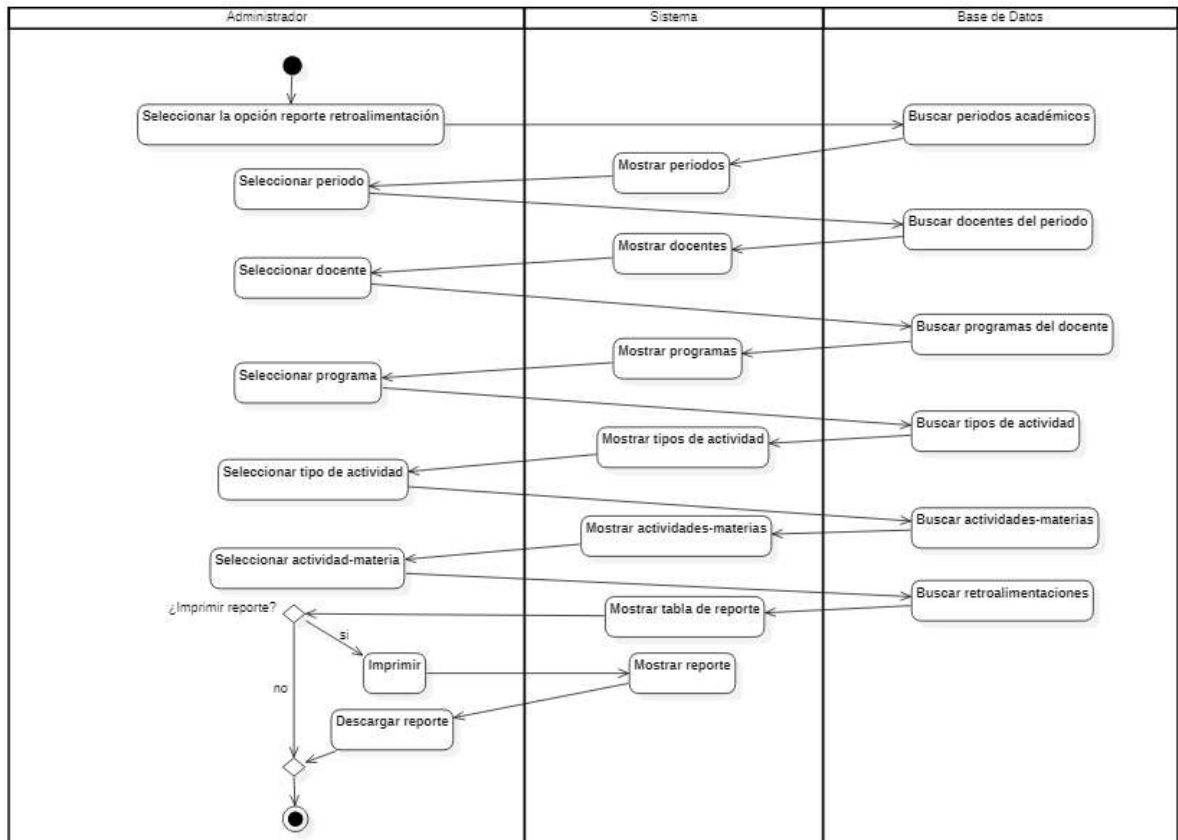 Administrador
Sistema
Base de Datos
Seleccionar la opción reporte retroalimentación
Buscar periodos académicos
Mostrar periodos
Seleccionar periodo
Buscar docentes del periodo
Mostrar docentes
Seleccionar docente
Buscar programas del docente
Mostrar programas
Seleccionar programa
Buscar tipos de actividad
Mostrar tipos de actividad
Seleccionar tipo de actividad
Buscar actividades-materias
Mostrar actividades-materias
Seleccionar actividad-materia
Buscar retroalimentaciones
Mostrar tabla de reporte
¿Imprimir reporte?
si
Imprimir
Mostrar reporte
no
Descargar reporte